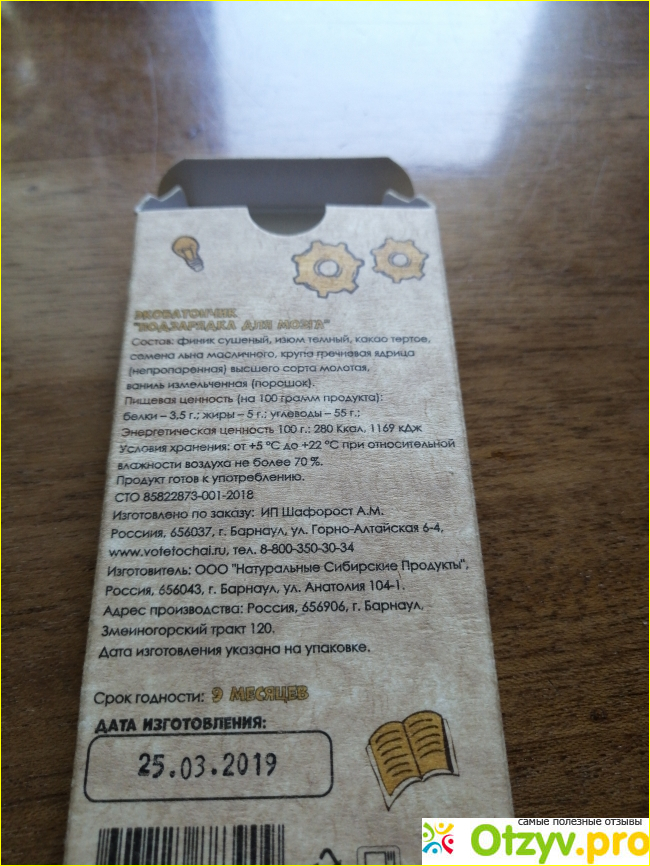 ЭКОБАТОНЧИК
"ПОДЗАРЯДКА ДЛЯ МОЗГА"
Состав: финик сушеный, изюм темный, какао тертое,
семена льна масличного, крупа гречневая ядрица
(непропаренная) высшего сорта молотая,
ваниль измельченная (порошок).
Пищевая ценность (на 100 грамм продукта):
белки – 3,5 г.; жиры – 5 г.; углеводы – 55 г.;
Энергетическая ценность 100 г.: 280 Ккал, 1169 кДж
Условия хранения: от +5 °С до +22 °С при относительной
влажности воздуха не более 70 %.
Продукт готов к употреблению.
СТО 85822873-001-2018
Изготовлено по заказу: ИП Шафорост А.М.
Россиия, 656037, г. Барнаул, ул. Горно-Алтайская 6-4,
www.votetochai.ru, тел. 8-800-350-30-34
Изготовитель: ООО "Натуральные Сибирские Продукты",
Россия, 656043, г. Барнаул, ул. Анатолия 104-1.
Адрес производства: Россия, 656906, г. Барнаул,
Змеиногорский тракт 120.
Дата изготовления указана на упаковке.
Срок годности: 9 МЕСЯЦЕВ
ДАТА ИЗГОТОВЛЕНИЯ:
25.03.2019
самые полезные отзывы
Otzyv.pro